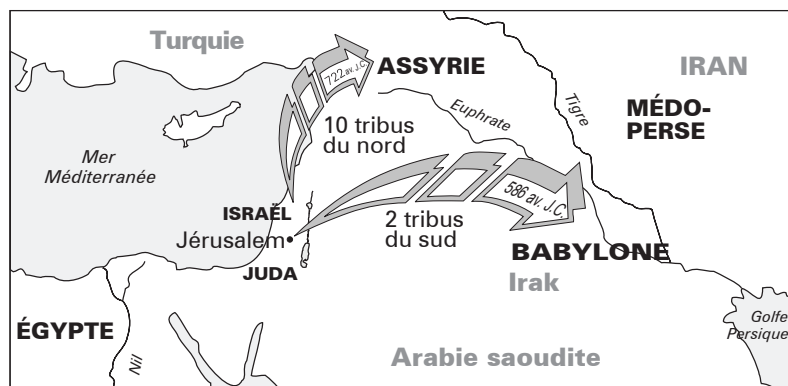 Turquie
722 av. J.C.
ASSYRIE
IRAN
Euphrate
Tigre
MÉDO-
PERSE
10 tribus
du nord
Mer
Méditerranée
586 av. J.C.
ISRAËL
Jérusalem
2 tribus
du sud
JUDA
BABYLONE
Irak
ÉGYPTE
Nil
Golfe
Persique
Arabie saoudite